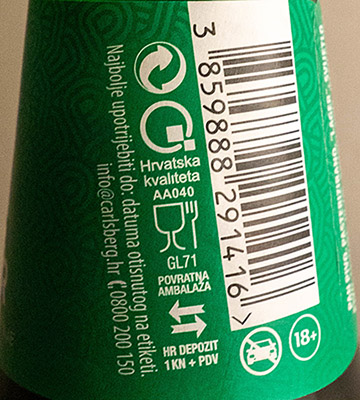 3 859888 291416 >
Hrvatska
kvaliteta
AA040
GL71
POVRATNA
AMBALAŽA
HR DEPOZIT
1 KN + PDV
18+
Najbolje upotrijebiti do: datuma otisnutog na etiketi.
info@carlsberg.hr 0800 200 150